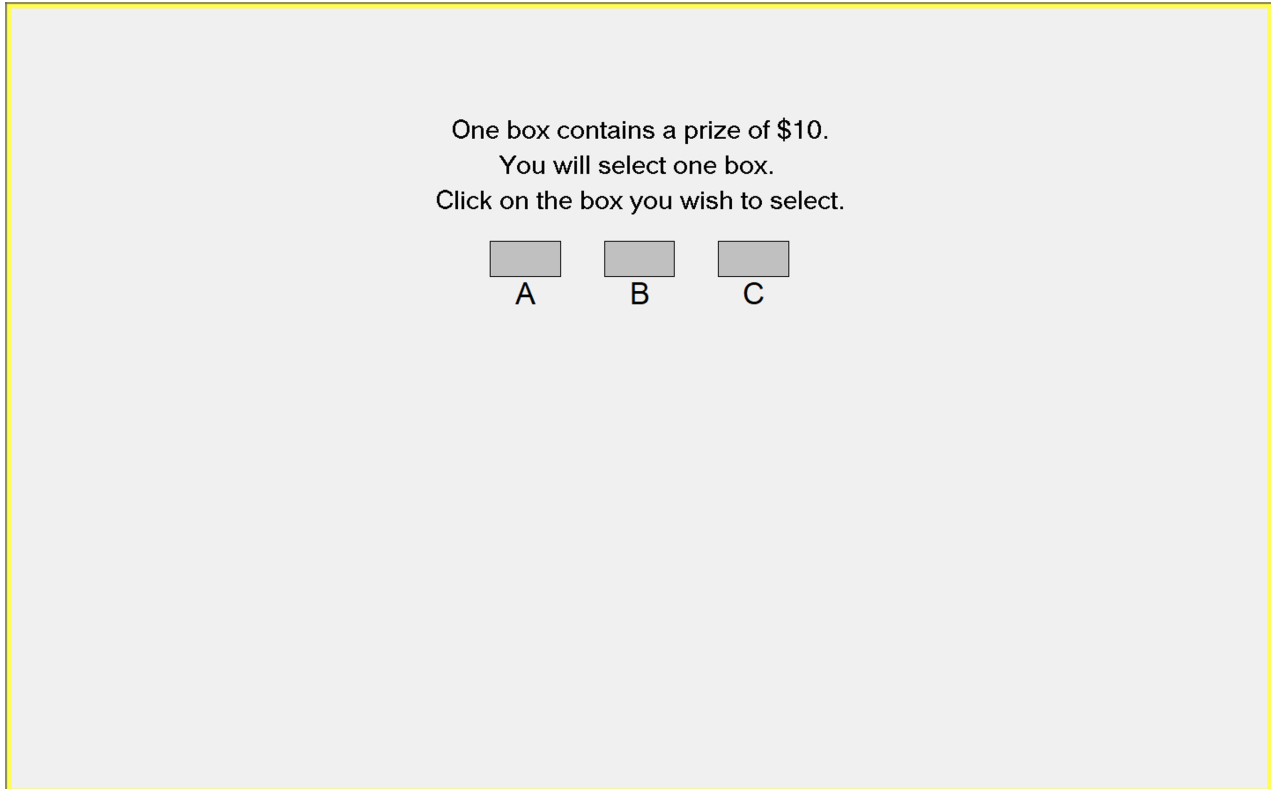 One box contains a prize of $10.
You will select one box.
Click on the box you wish to select.
A B C